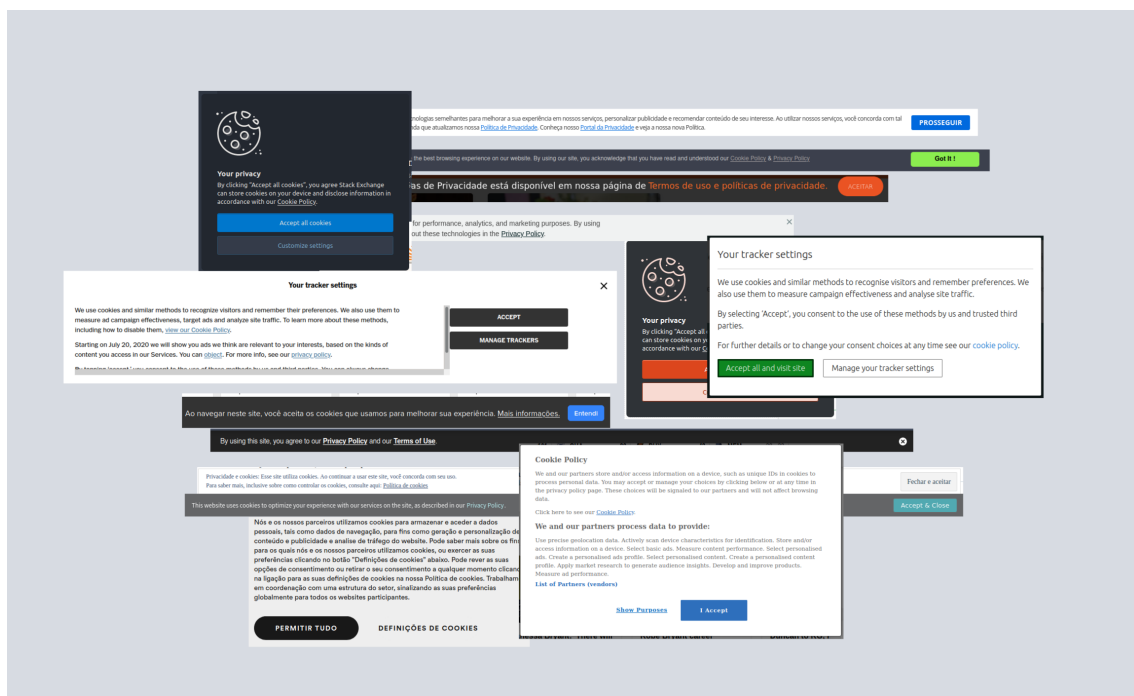 nologias semelhantes para melhorar a sua experiência em nossos serviços, personalizar publicidade e recomendar conteúdo de seu interesse. Ao utilizar nossos serviços, você concorda com tal
da que atualizamos nossa Política de Privacidade. Conheça nosso Portal da Privacidade e veja a nossa nova Política.
PROSSEGUIR
the best browsing experience on our website. By using our site, you acknowledge that you have read and understood our Cookie Policy & Privacy Policy
Got It !
as de Privacidade está disponível em nossa página de Termos de uso e políticas de privacidade.
ACEITAR
Your privacy
By clicking "Accept all cookies", you agree Stack Exchange
can store cookies on your device and disclose information in
accordance with our Cookie Policy.
Accept all cookies
Customize settings
for performance, analytics, and marketing purposes. By using
out these technologies in the Privacy Policy.
×
Your tracker settings
We use cookies and similar methods to recognize visitors and remember their preferences. We also use them to
measure ad campaign effectiveness, target ads and analyze site traffic. To learn more about these methods,
including how to disable them, view our Cookie Policy.
Starting on July 20, 2020 we will show you ads we think are relevant to your interests, based on the kinds of
content you access in our Services. You can object. For more info, see our privacy policy.
ACCEPT
MANAGE TRACKERS
Your privacy
By clicking "Accept all
can store cookies on y
accordance with our C
Your tracker settings
We use cookies and similar methods to recognise visitors and remember preferences. We
also use them to measure campaign effectiveness and analyse site traffic.
By selecting 'Accept', you consent to the use of these methods by us and trusted third
parties.
For further details or to change your consent choices at any time see our cookie policy.
Accept all and visit site
Manage your tracker settings
Ao navegar neste site, você aceita os cookies que usamos para melhorar sua experiência. Mais informações.
Entendi
By using this site, you agree to our Privacy Policy and our Terms of Use.
Privacidade e cookies: Esse site utiliza cookies. Ao continuar a usar este site, você concorda com seu uso.
Para saber mais, inclusive sobre como controlar os cookies, consulte aqui: Política de cookies
Fechar e aceitar
This website uses cookies to optimize your experience with our services on the site, as described in our Privacy Policy.
Accept & Close
Nós e os nossos parceiros utilizamos cookies para armazenar e aceder a dados
pessoais, tais como dados de navegação, para fins como geração e personalização de
conteúdo e publicidade e analise de tráfego do website. Pode saber mais sobre os fin
para os quais nós e os nossos parceiros utilizamos cookies, ou exercer as suas
preferências clicando no botão "Definições de cookies" abaixo. Pode rever as suas
opções de consentimento ou retirar o seu consentimento a qualquer momento clicand
na ligação para as suas definições de cookies na nossa Política de cookies. Trabalham
em coordenação com uma estrutura do setor, sinalizando as suas preferências
globalmente para todos os websites participantes.
PERMITIR TUDO
DEFINIÇÕES DE COOKIES
Cookie Policy
We and our partners store and/or access information on a device, such as unique IDs in cookies to
process personal data. You may accept or manage your choices by clicking below or at any time in
the privacy policy page. These choices will be signaled to our partners and will not affect browsing
data.
Click here to see our Cookie Policy
We and our partners process data to provide:
Use precise geolocation data. Actively scan device characteristics for identification. Store and/or
access information on a device. Select basic ads. Measure content performance. Select personalised
ads. Create a personalised ads profile. Select personalised content. Create a personalised content
profile. Apply market research to generate audience insights. Develop and improve products.
Measure ad performance.
List of Partners (vendors)
Show Purposes
I Accept